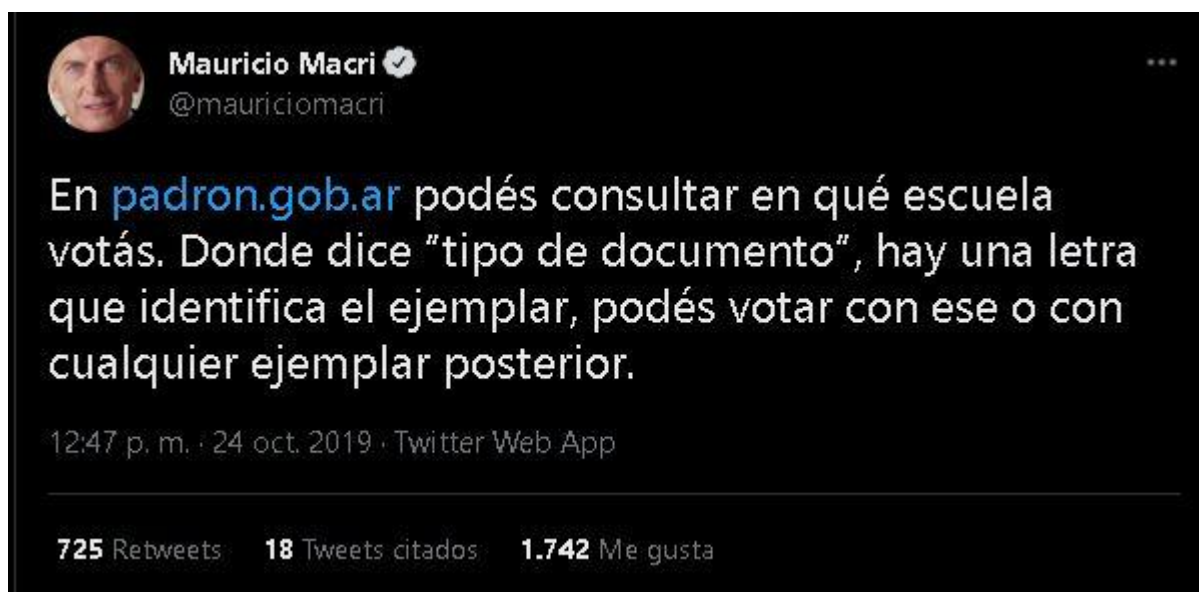 Mauricio Macri
@mauriciomacri
En padron.gob.ar podés consultar en qué escuela
votás. Donde dice "tipo de documento", hay una letra
que identifica el ejemplar, podés votar con ese o con
cualquier ejemplar posterior.
12:47 p. m. · 24 oct. 2019 · Twitter Web App
725 Retweets 18 Tweets citados 1.742 Me gusta